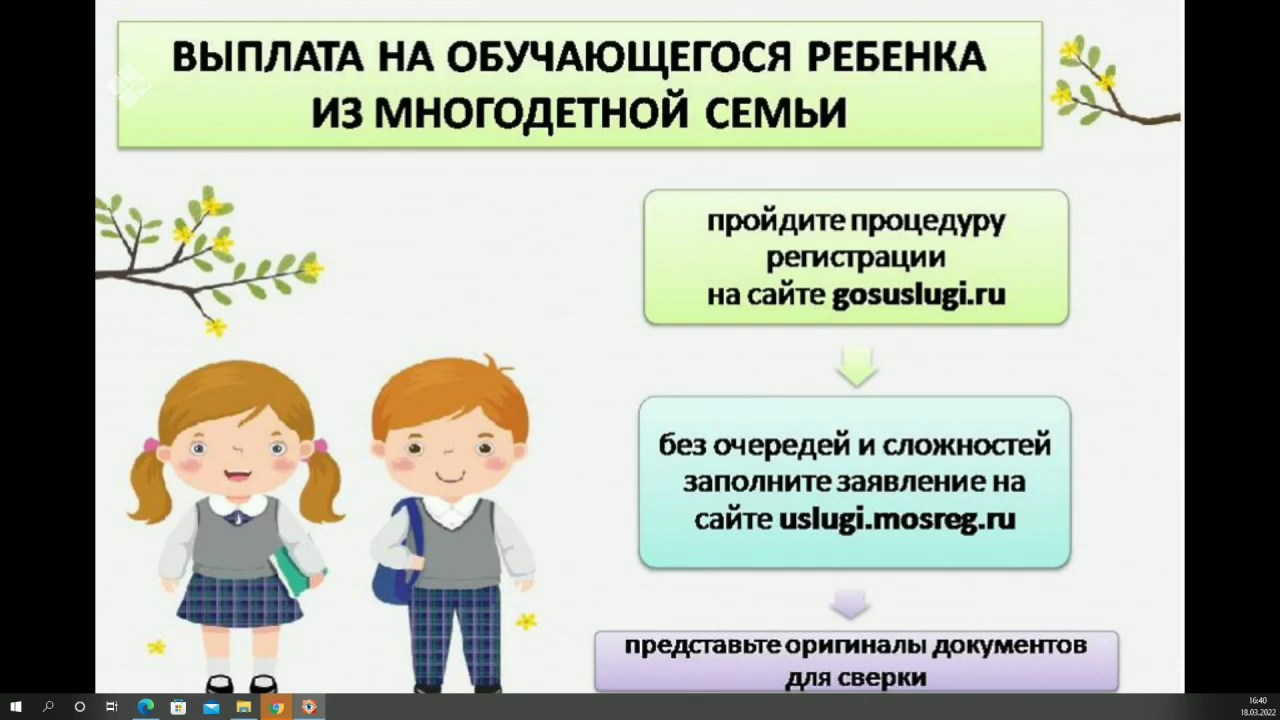 ВЫПЛАТА НА ОБУЧАЮЩЕГОСЯ РЕБЕНКА
ИЗ МНОГОДЕТНОЙ СЕМЬИ
пройдите процедуру
регистрации
на сайте gosuslugi.ru
без очередей и сложностей
заполните заявление на
сайте uslugi.mosreg.ru
представьте оригиналы документов
для сверки
16:40
18.03.2022